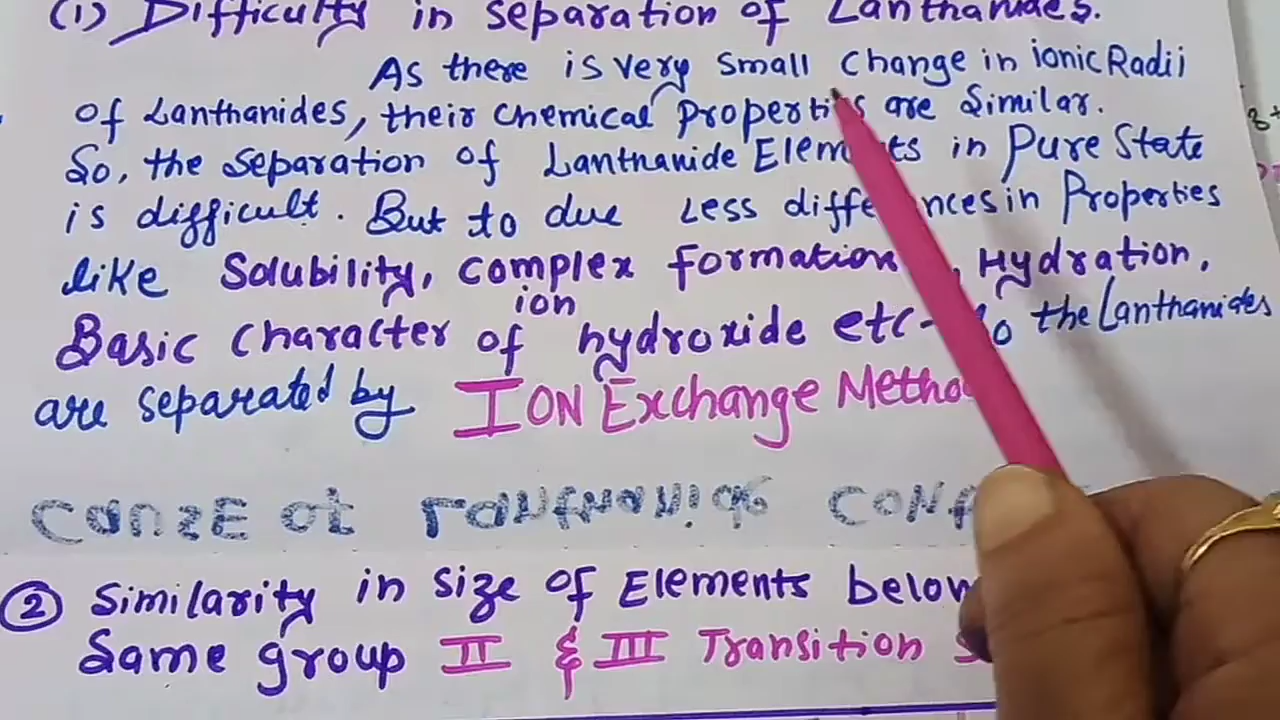 (1) Difficulty in separation of Lanthanides.
As there is very small change in ionic Radii
of Lanthanides, their chemical Properties are Similar.
So, the separation of Lanthanide Elements in Pure State
is difficult. But to due Less differences in Properties
like Solubility, complex formation, Hydration,
ion
Basic character of hydroxide etc- So the Lanthanides
are separated by ION Exchange Method
② Similarity in size of Elements below
Same group II & III Transition